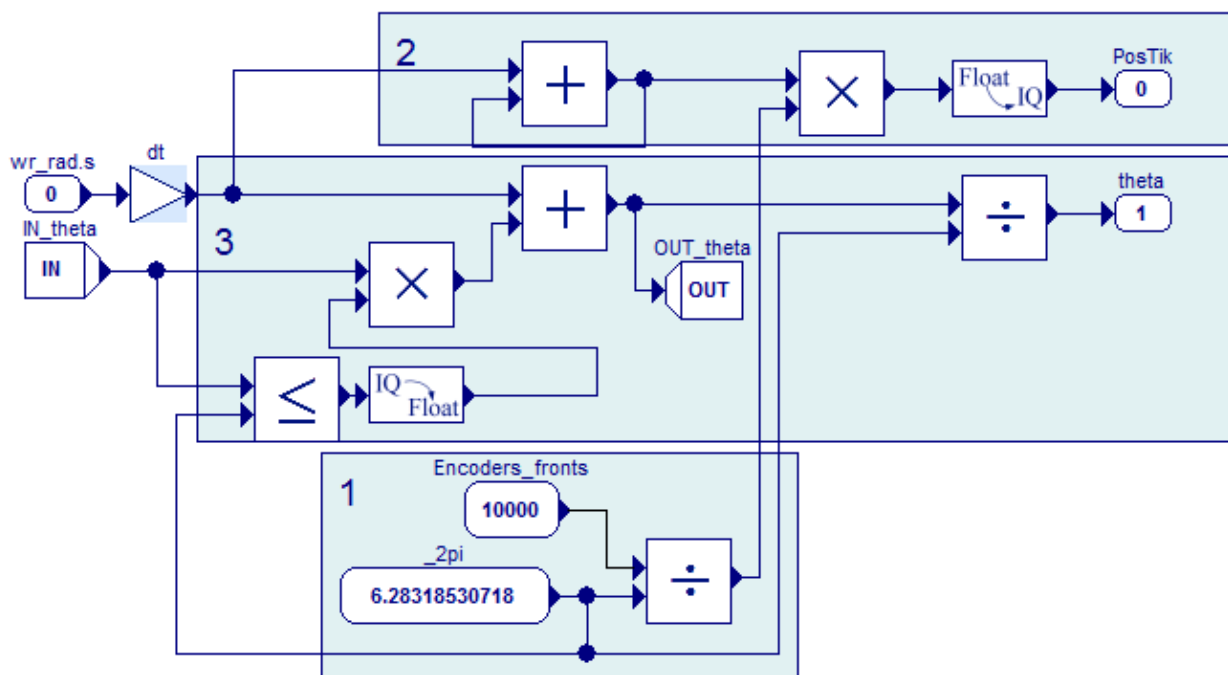 2
+
×
Float
IQ
PosTik
0
wr_rad.s
0
dt
IN_theta
IN
3
+
×
OUT_theta
OUT
÷
theta
1
≤
IQ
Float
1
Encoders_fronts
10000
_2pi
6.28318530718
÷